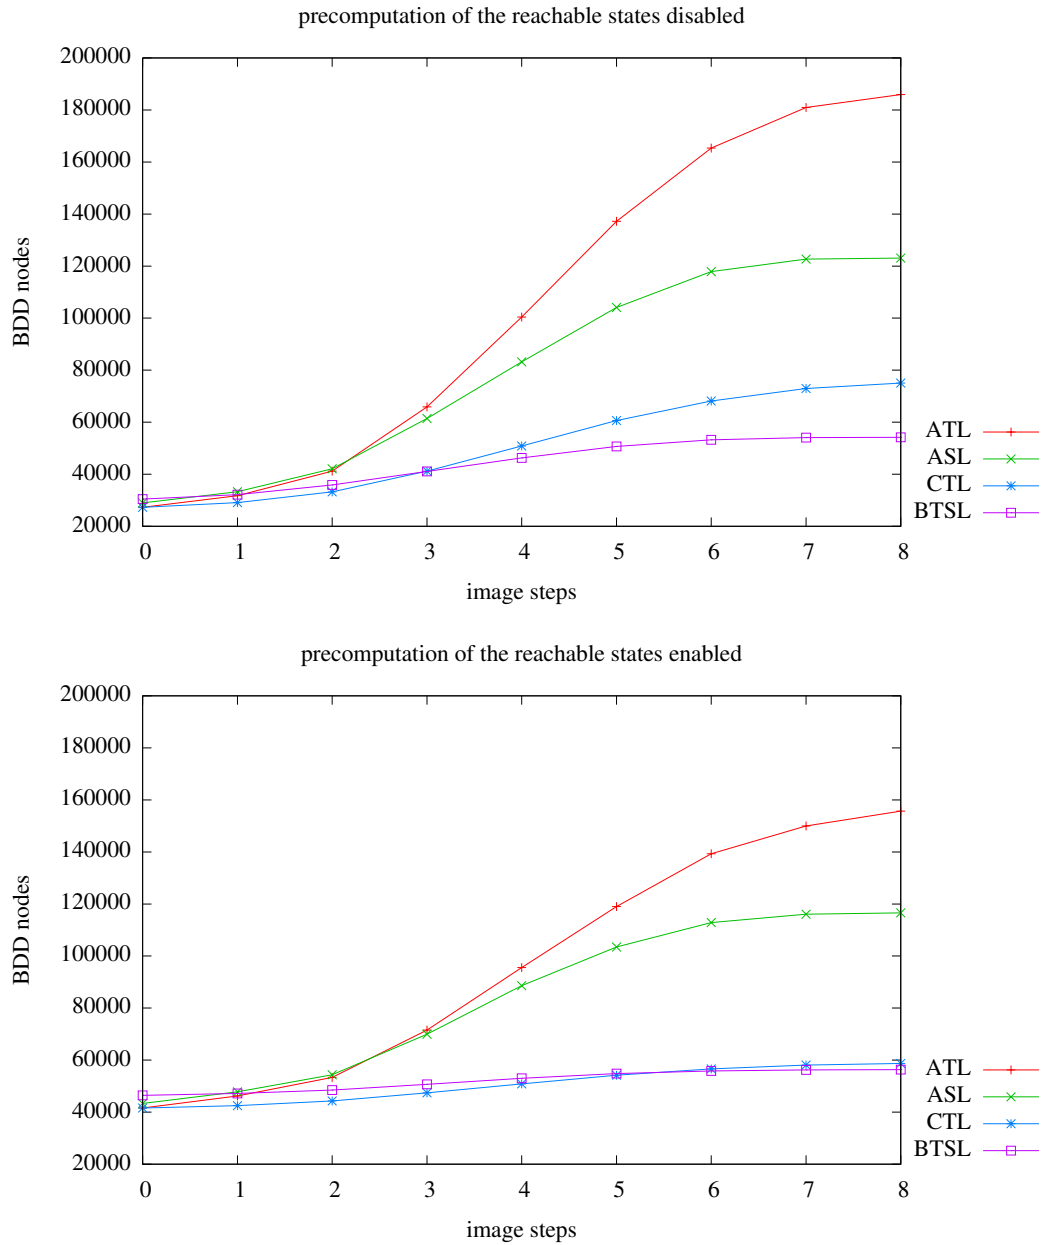 precomputation of the reachable states disabled
200000
180000
160000
140000
120000
100000
80000
60000
40000
20000
BDD nodes
0 1 2 3 4 5 6 7 8
image steps
ATL
ASL
CTL
BTSL
precomputation of the reachable states enabled
200000
180000
160000
140000
120000
100000
80000
60000
40000
20000
BDD nodes
0 1 2 3 4 5 6 7 8
image steps
ATL
ASL
CTL
BTSL